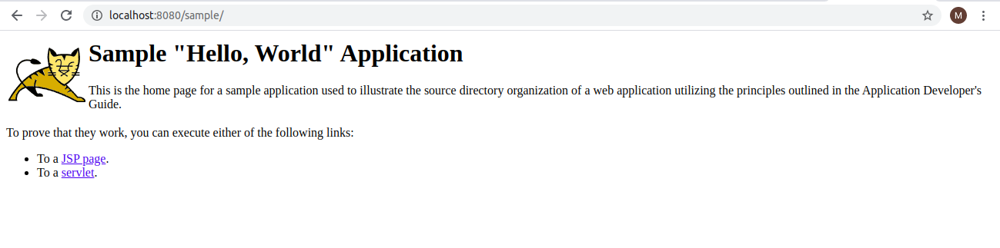 localhost:8080/sample/
M
Sample "Hello, World" Application
This is the home page for a sample application used to illustrate the source directory organization of a web application utilizing the principles outlined in the Application Developer's
Guide.
To prove that they work, you can execute either of the following links:
• To a JSP page.
• To a servlet.